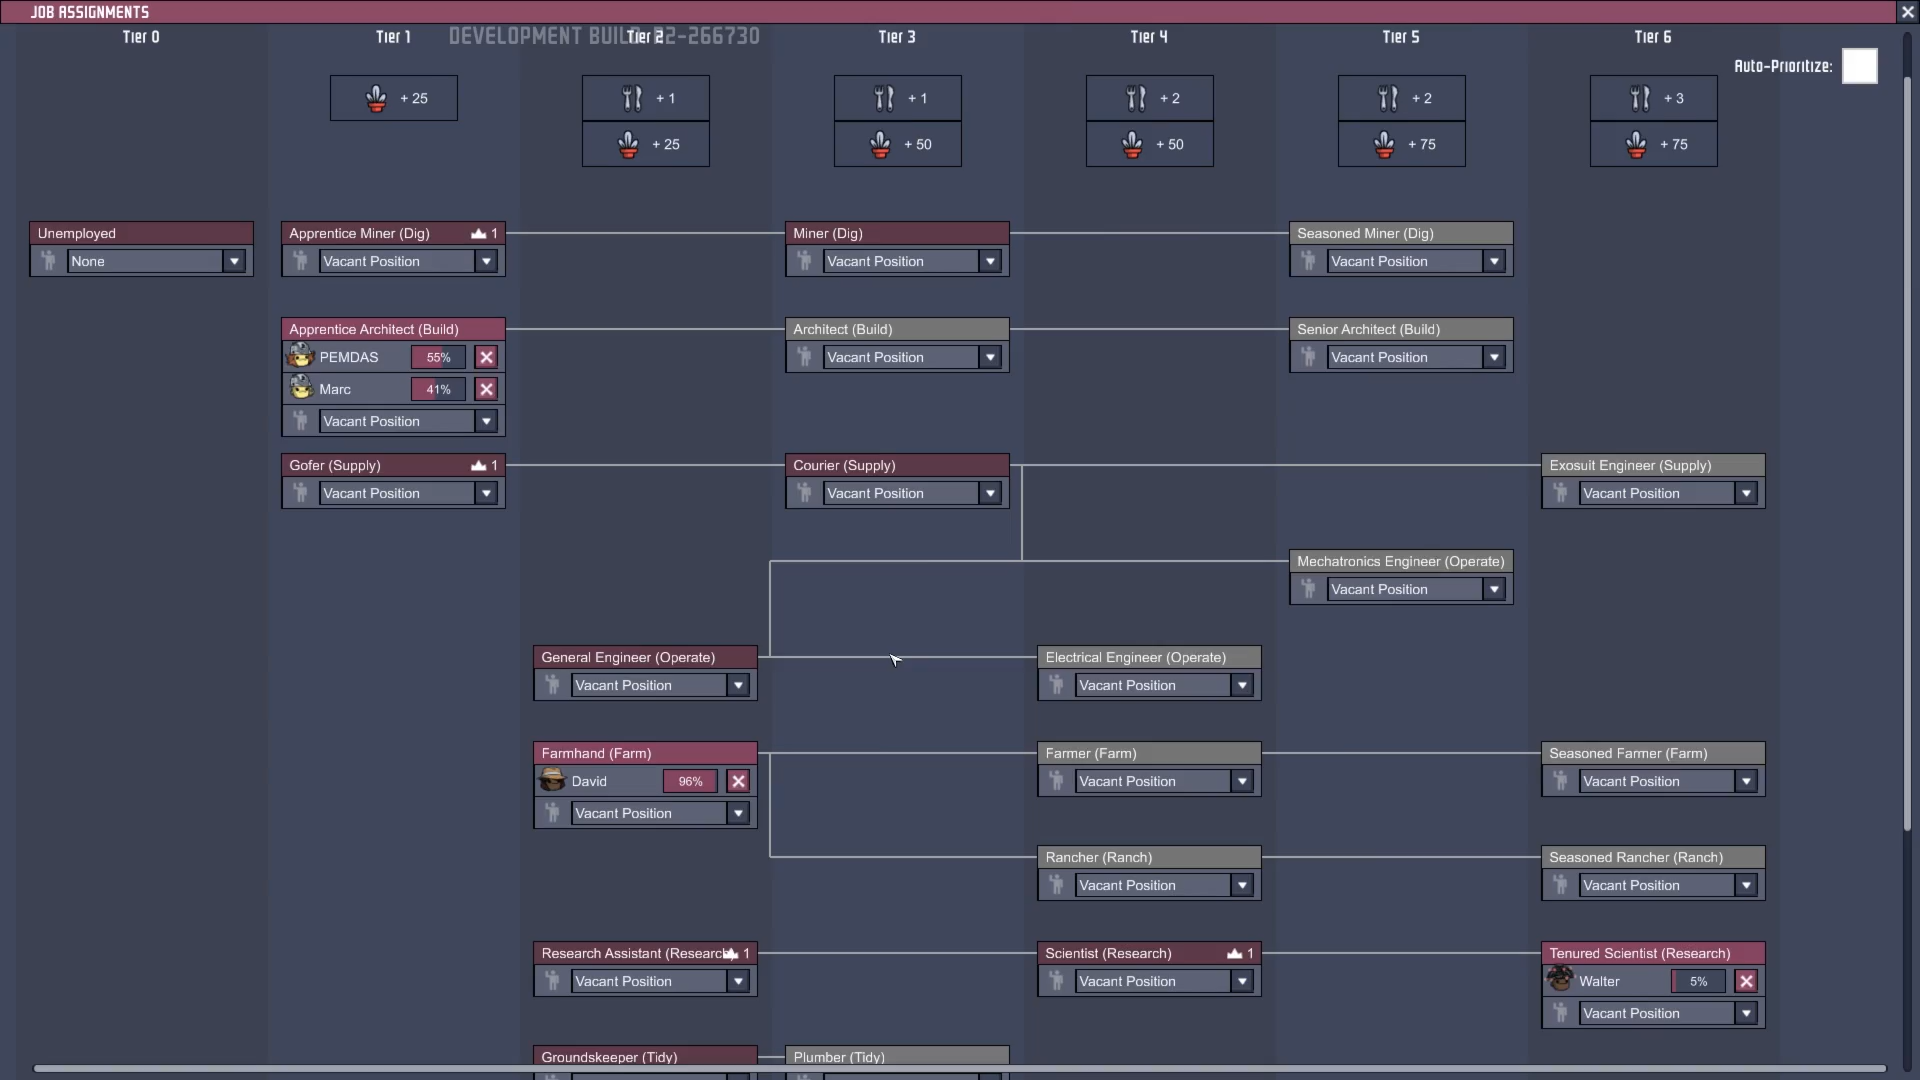 JOB ASSIGNMENTS
DEVELOPMENT BUILD R2-266730
Tier 0
Tier 1
Tier 2
Tier 3
Tier 4
Tier 5
Tier 6
Auto-Prioritize:
+ 25
+ 1
+ 1
+ 2
+ 2
+ 3
+ 25
+ 50
+ 50
+ 75
+ 75
Unemployed
None
Apprentice Miner (Dig) 1
Vacant Position
Miner (Dig)
Vacant Position
Seasoned Miner (Dig)
Vacant Position
Apprentice Architect (Build)
PEMDAS 55%
Marc 41%
Vacant Position
Architect (Build)
Vacant Position
Senior Architect (Build)
Vacant Position
Gofer (Supply) 1
Vacant Position
Courier (Supply)
Vacant Position
Exosuit Engineer (Supply)
Vacant Position
Mechatronics Engineer (Operate)
Vacant Position
General Engineer (Operate)
Vacant Position
Electrical Engineer (Operate)
Vacant Position
Farmhand (Farm)
David 96%
Vacant Position
Farmer (Farm)
Vacant Position
Seasoned Farmer (Farm)
Vacant Position
Rancher (Ranch)
Vacant Position
Seasoned Rancher (Ranch)
Vacant Position
Research Assistant (Research) 1
Vacant Position
Scientist (Research) 1
Vacant Position
Tenured Scientist (Research)
Walter 5%
Vacant Position
Groundskeeper (Tidy)
Plumber (Tidy)